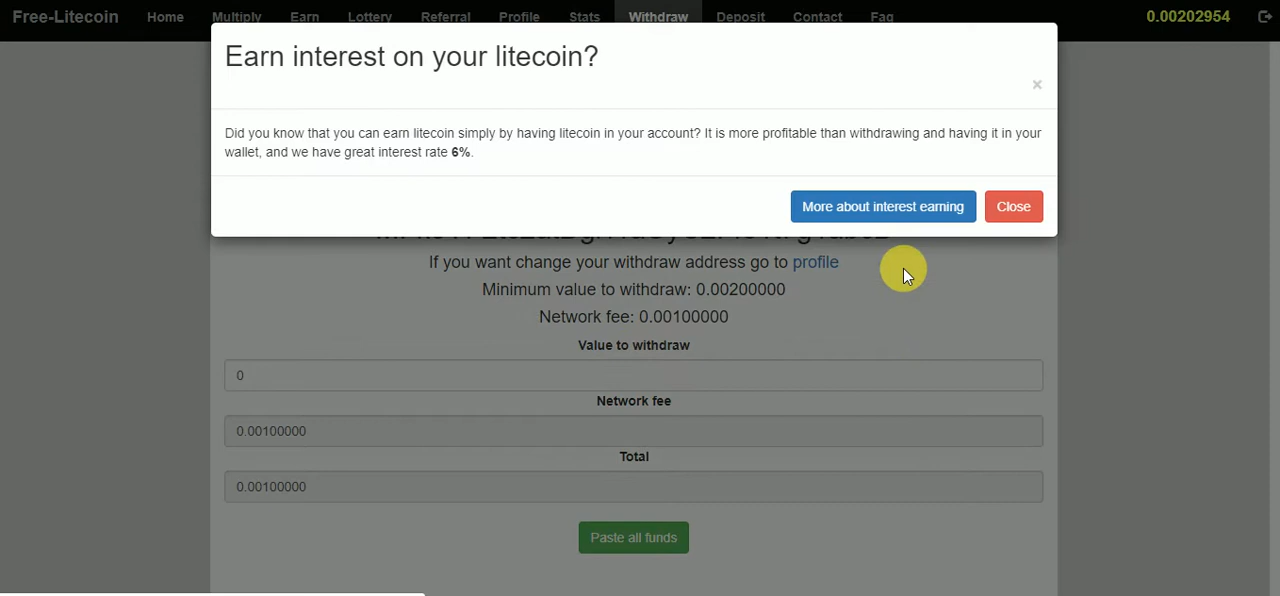 Free-Litecoin Home Multiply Earn Lottery Referral Profile Stats Withdraw Deposit Contact Faq 0.00202954
Earn interest on your litecoin?
×
Did you know that you can earn litecoin simply by having litecoin in your account? It is more profitable than withdrawing and having it in your
wallet, and we have great interest rate 6%.
More about interest earning Close
If you want change your withdraw address go to profile
Minimum value to withdraw: 0.00200000
Network fee: 0.00100000
Value to withdraw
0
Network fee
0.00100000
Total
0.00100000
Paste all funds